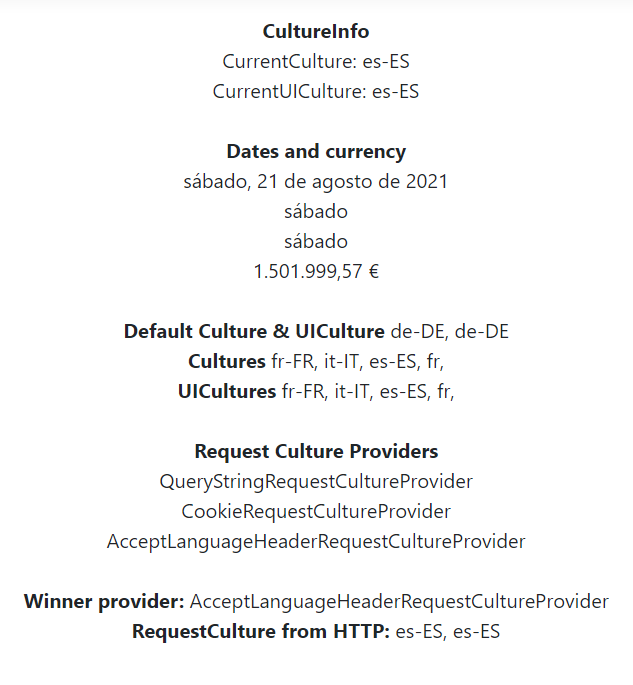 CultureInfo
CurrentCulture: es-ES
CurrentUICulture: es-ES
Dates and currency
sábado, 21 de agosto de 2021
sábado
sábado
1.501.999,57 €
Default Culture & UICulture de-DE, de-DE
Cultures fr-FR, it-IT, es-ES, fr,
UICultures fr-FR, it-IT, es-ES, fr,
Request Culture Providers
QueryStringRequestCultureProvider
CookieRequestCultureProvider
AcceptLanguageHeaderRequestCultureProvider
Winner provider: AcceptLanguageHeaderRequestCultureProvider
RequestCulture from HTTP: es-ES, es-ES